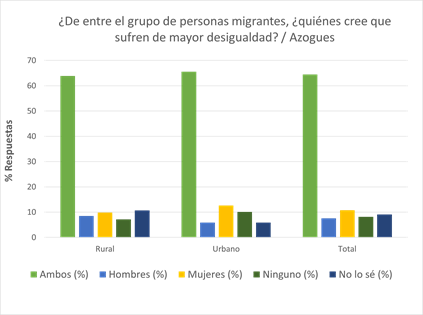 ¿De entre el grupo de personas migrantes, ¿quiénes cree que
sufren de mayor desigualdad? / Azogues
% Respuestas
70
60
50
40
30
20
10
0
Rural
Urbano
Total
Ambos (%)
Hombres (%)
Mujeres (%)
Ninguno (%)
No lo sé (%)